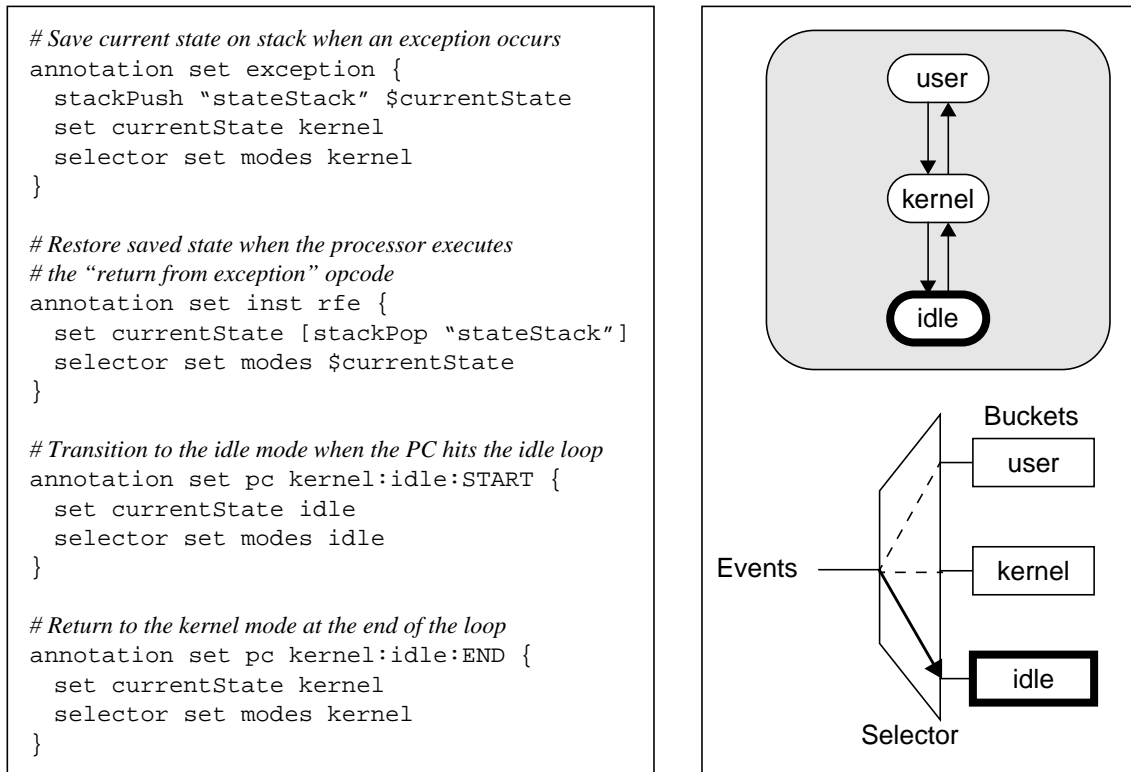 # Save current state on stack when an exception occurs
annotation set exception {
stackPush “stateStack” $currentState
set currentState kernel
selector set modes kernel
}
# Restore saved state when the processor executes
# the “return from exception” opcode
annotation set inst rfe {
set currentState [stackPop “stateStack”]
selector set modes $currentState
}
# Transition to the idle mode when the PC hits the idle loop
annotation set pc kernel:idle:START {
set currentState idle
selector set modes idle
}
# Return to the kernel mode at the end of the loop
annotation set pc kernel:idle:END {
set currentState kernel
selector set modes kernel
}
user
kernel
idle
Buckets
user
Events
kernel
idle
Selector